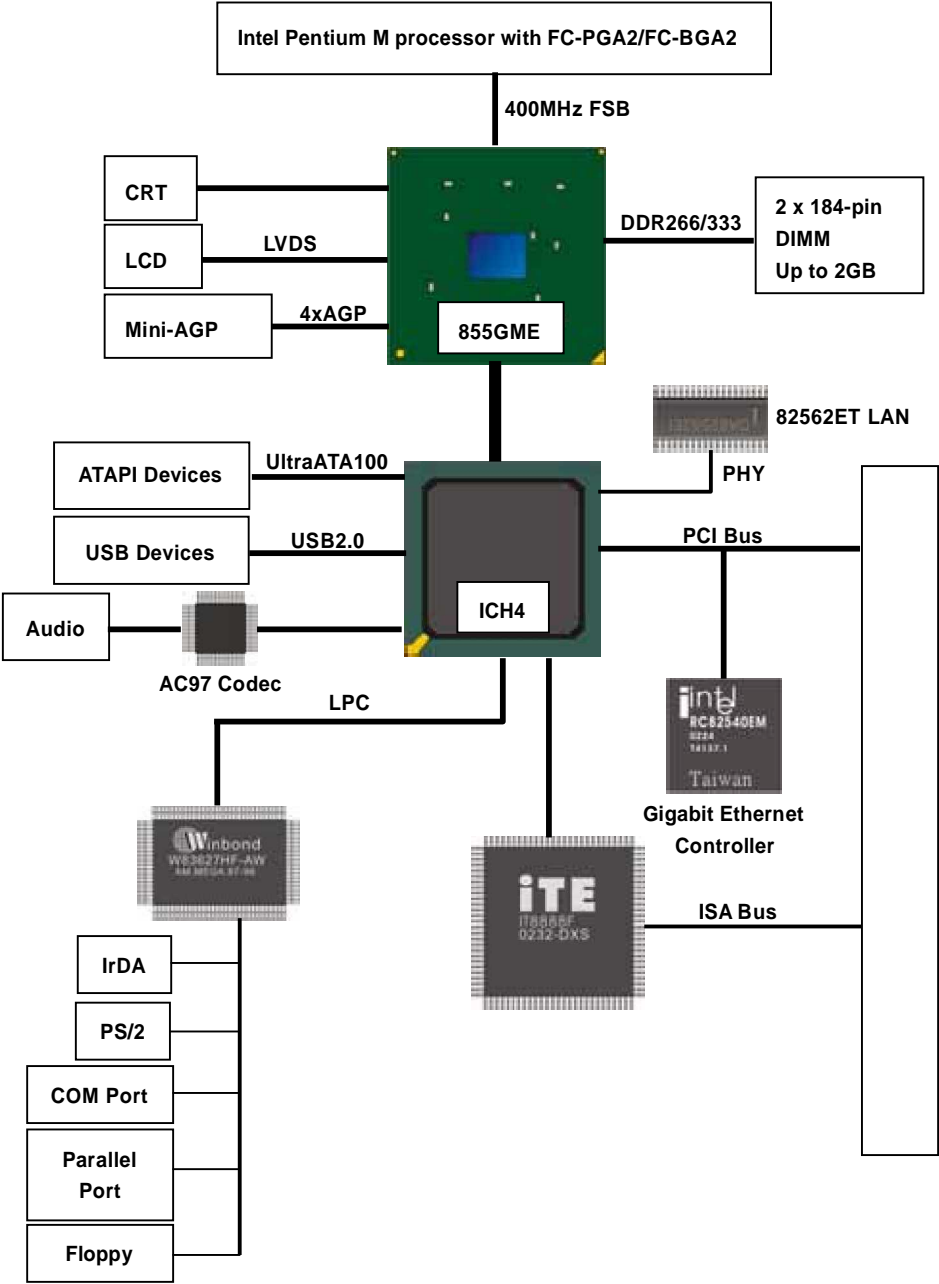 Intel Pentium M processor with FC-PGA2/FC-BGA2
400MHz FSB
CRT
LCD
LVDS
Mini-AGP
4xAGP
855GME
DDR266/333
2 x 184-pin
DIMM
Up to 2GB
82562ET LAN
PHY
ATAPI Devices
UltraATA100
USB Devices
USB2.0
PCI Bus
Audio
ICH4
AC97 Codec
LPC
intel
RC82540EM
0224
Taiwan
Gigabit Ethernet
Controller
Winbond
W83627HF-AW
iTE
IT8888F
0232-DXS
ISA Bus
IrDA
PS/2
COM Port
Parallel
Port
Floppy